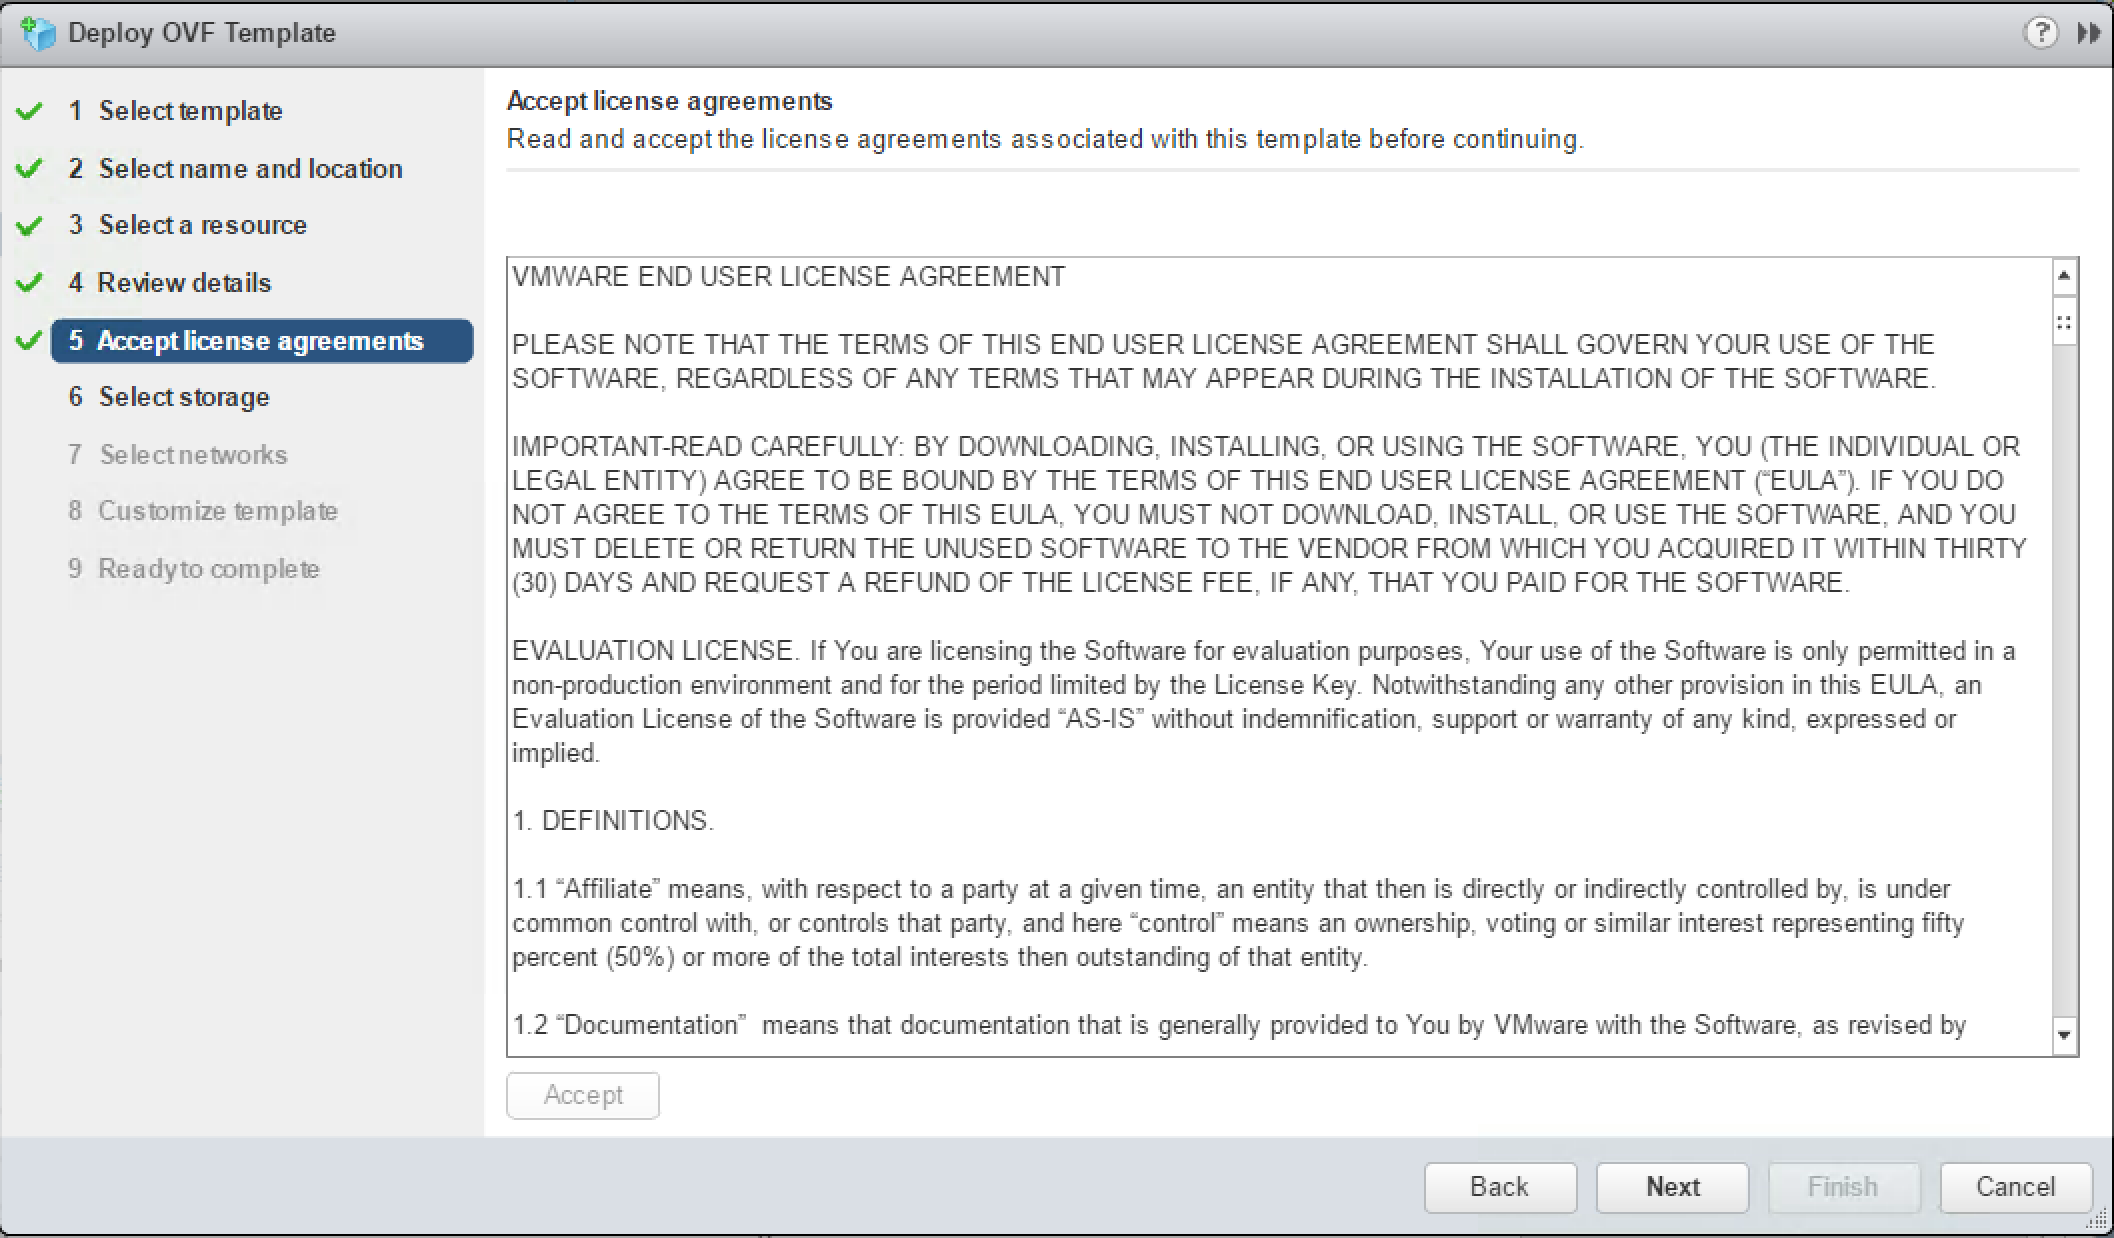 Deploy OVF Template
?
1 Select template
2 Select name and location
3 Select a resource
4 Review details
5 Accept license agreements
6 Select storage
7 Select networks
8 Customize template
9 Ready to complete
Accept license agreements
Read and accept the license agreements associated with this template before continuing.
VMWARE END USER LICENSE AGREEMENT
PLEASE NOTE THAT THE TERMS OF THIS END USER LICENSE AGREEMENT SHALL GOVERN YOUR USE OF THE
SOFTWARE, REGARDLESS OF ANY TERMS THAT MAY APPEAR DURING THE INSTALLATION OF THE SOFTWARE.
IMPORTANT-READ CAREFULLY: BY DOWNLOADING, INSTALLING, OR USING THE SOFTWARE, YOU (THE INDIVIDUAL OR
LEGAL ENTITY) AGREE TO BE BOUND BY THE TERMS OF THIS END USER LICENSE AGREEMENT (“EULA”). IF YOU DO
NOT AGREE TO THE TERMS OF THIS EULA, YOU MUST NOT DOWNLOAD, INSTALL, OR USE THE SOFTWARE, AND YOU
MUST DELETE OR RETURN THE UNUSED SOFTWARE TO THE VENDOR FROM WHICH YOU ACQUIRED IT WITHIN THIRTY
(30) DAYS AND REQUEST A REFUND OF THE LICENSE FEE, IF ANY, THAT YOU PAID FOR THE SOFTWARE.
EVALUATION LICENSE. If You are licensing the Software for evaluation purposes, Your use of the Software is only permitted in a
non-production environment and for the period limited by the License Key. Notwithstanding any other provision in this EULA, an
Evaluation License of the Software is provided “AS-IS” without indemnification, support or warranty of any kind, expressed or
implied.
1. DEFINITIONS.
1.1 “Affiliate” means, with respect to a party at a given time, an entity that then is directly or indirectly controlled by, is under
common control with, or controls that party, and here “control” means an ownership, voting or similar interest representing fifty
percent (50%) or more of the total interests then outstanding of that entity.
1.2 “Documentation”  means that documentation that is generally provided to You by VMware with the Software, as revised by
Accept
Back
Next
Finish
Cancel